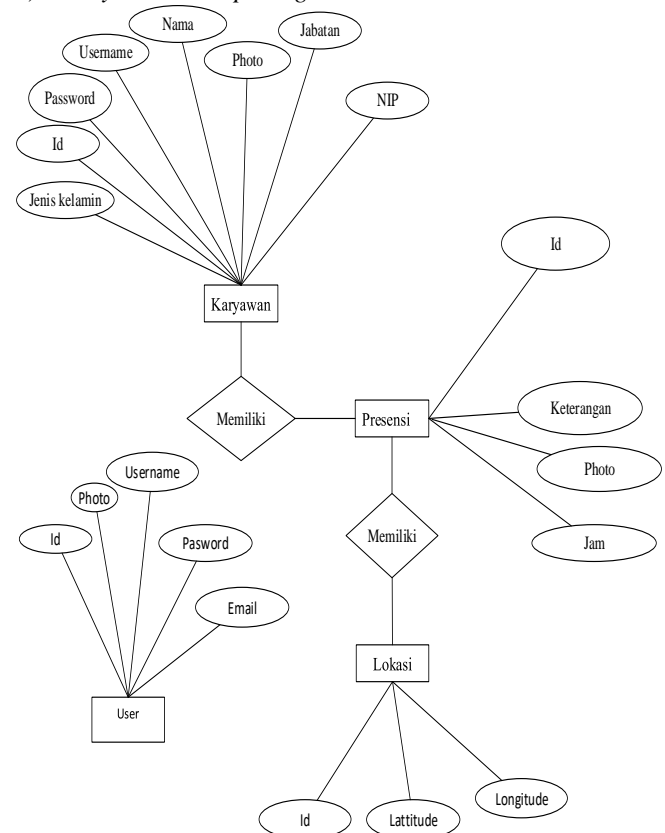 Nama
Jabatan
Username
Photo
Password
NIP
Id
Jenis kelamin
Id
Karyawan
Memiliki
Presensi
Keterangan
Photo
Jam
Username
Photo
Id
Pasword
Email
User
Memiliki
Lokasi
Id
Lattitude
Longitude